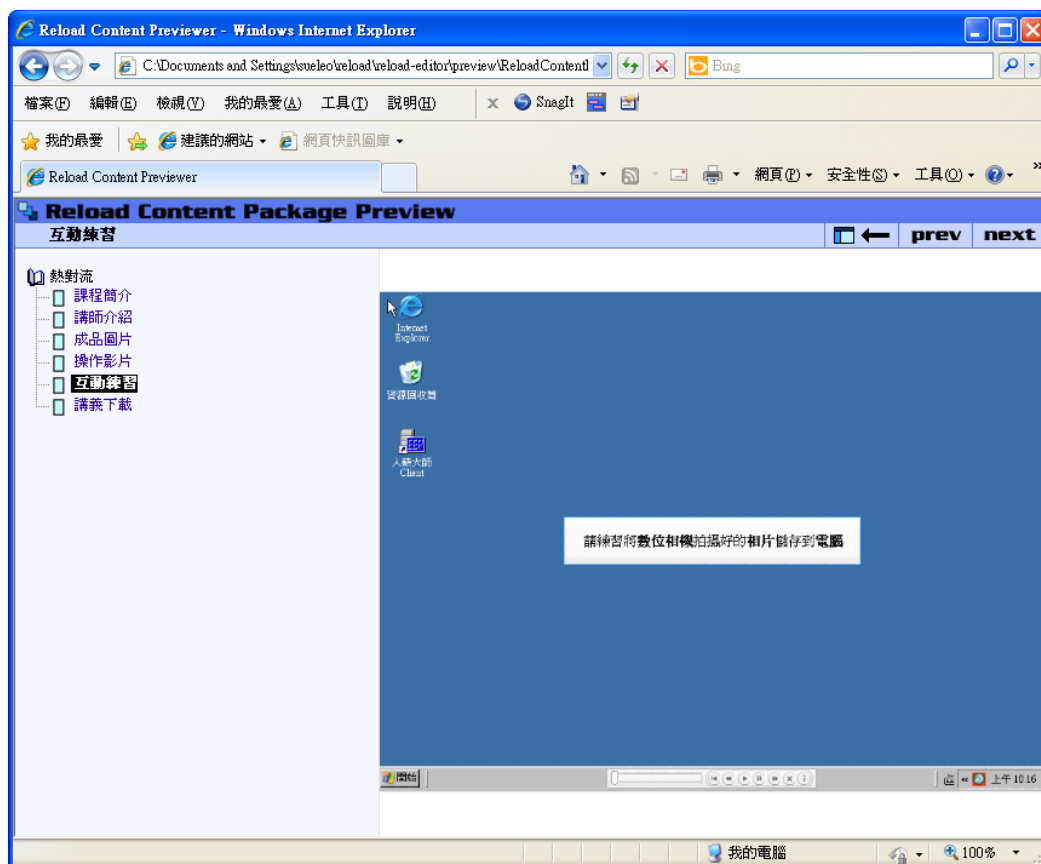 Reload Content Previewer - Windows Internet Explorer
C:\Documents and Settings\sueleo\reload\reload-editor\preview\ReloadContentI
Bing
檔案(F) 編輯(E) 檢視(V) 我的最愛(A) 工具(T) 說明(H) x SnagIt
我的最愛 建議的網站 網頁快訊圖庫
Reload Content Previewer 網頁(P) 安全性(S) 工具(O) »
Reload Content Package Preview
互動練習 prev next
熱對流
課程簡介
講師介紹
成品圖片
操作影片
互動練習
講義下載
Internet
Explorer
資源回收筒
人薪大師
Client
請練習將數位相機拍攝好的相片儲存到電腦
開始 « 上午 10:16
我的電腦 100%